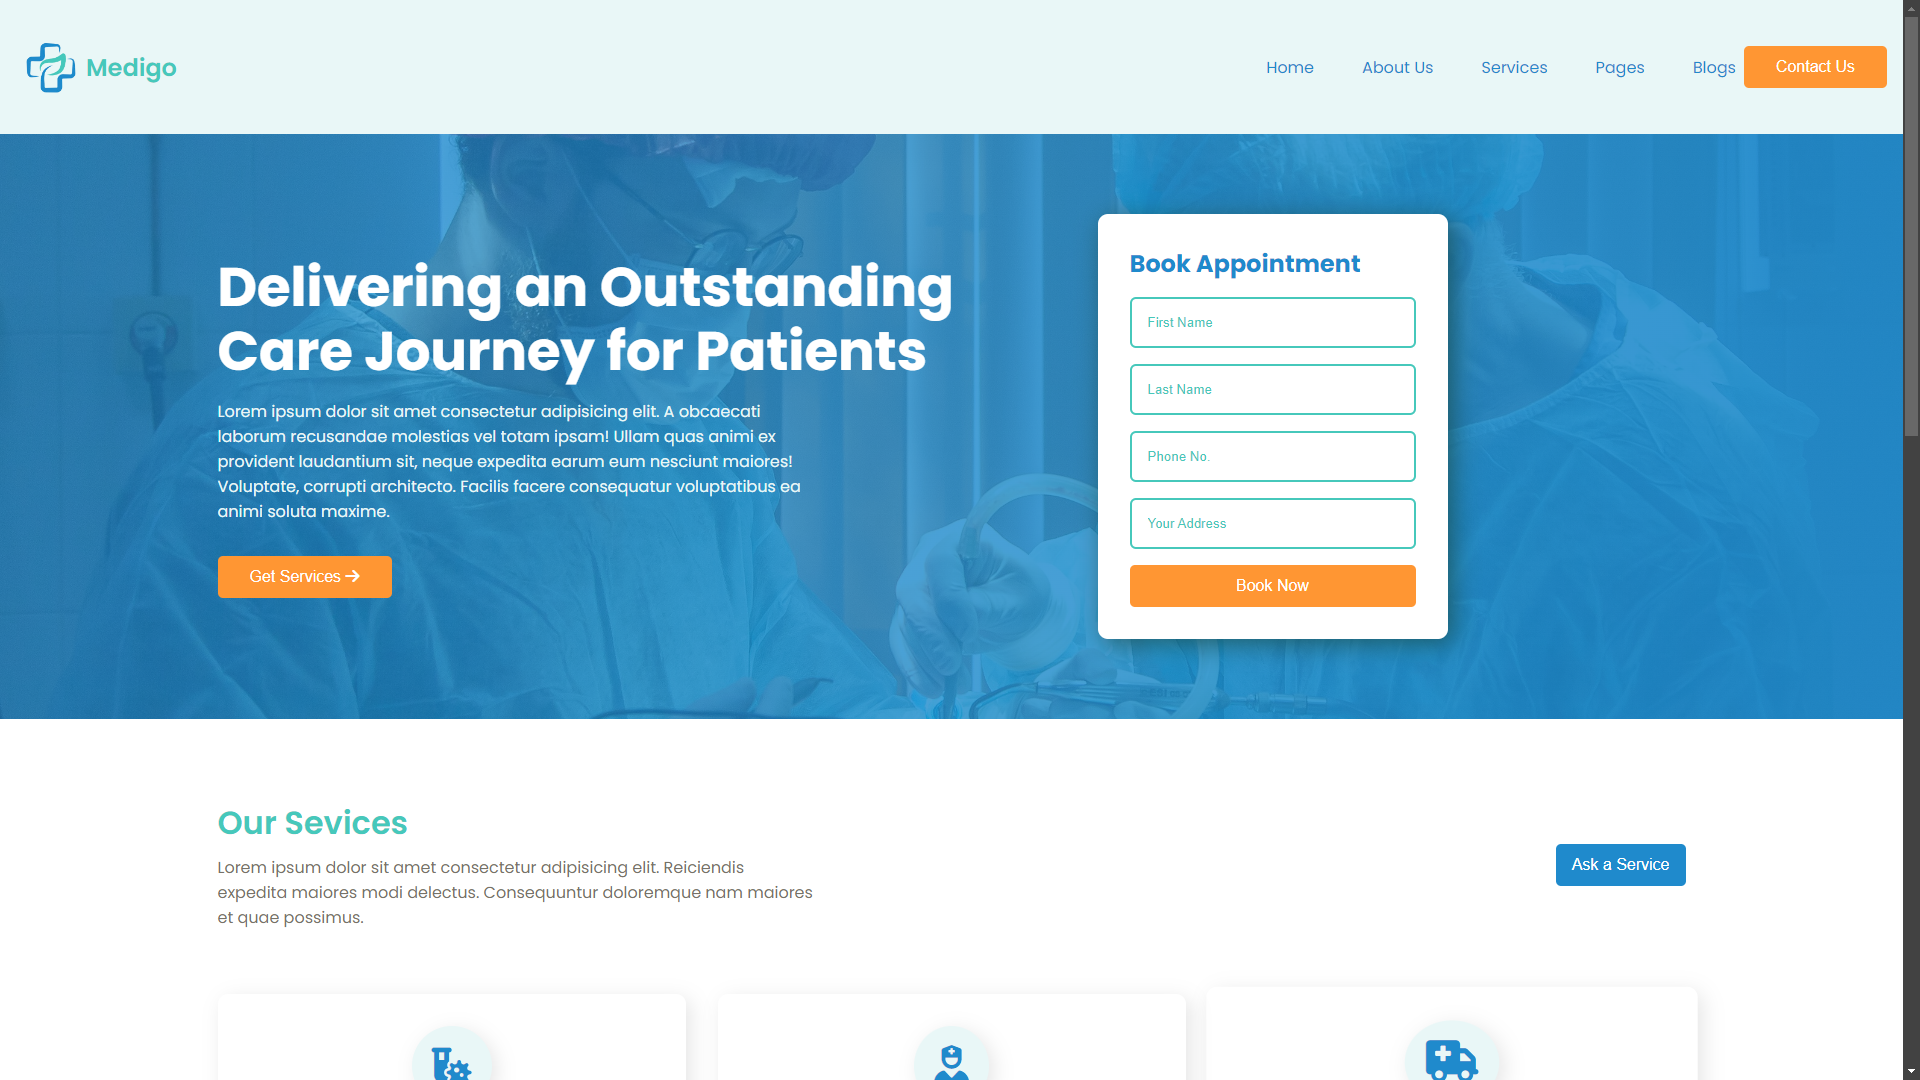 Medigo
Home
About Us
Services
Pages
Blogs
Contact Us
Delivering an Outstanding
Care Journey for Patients
Lorem ipsum dolor sit amet consectetur adipisicing elit. A obcaecati
laborum recusandae molestias vel totam ipsam! Ullam quas animi ex
provident laudantium sit, neque expedita earum eum nesciunt maiores!
Voluptate, corrupti architecto. Facilis facere consequatur voluptatibus ea
animi soluta maxime.
Get Services
Book Appointment
First Name
Last Name
Phone No.
Your Address
Book Now
Our Sevices
Lorem ipsum dolor sit amet consectetur adipisicing elit. Reiciendis
expedita maiores modi delectus. Consequuntur doloremque nam maiores
et quae possimus.
Ask a Service